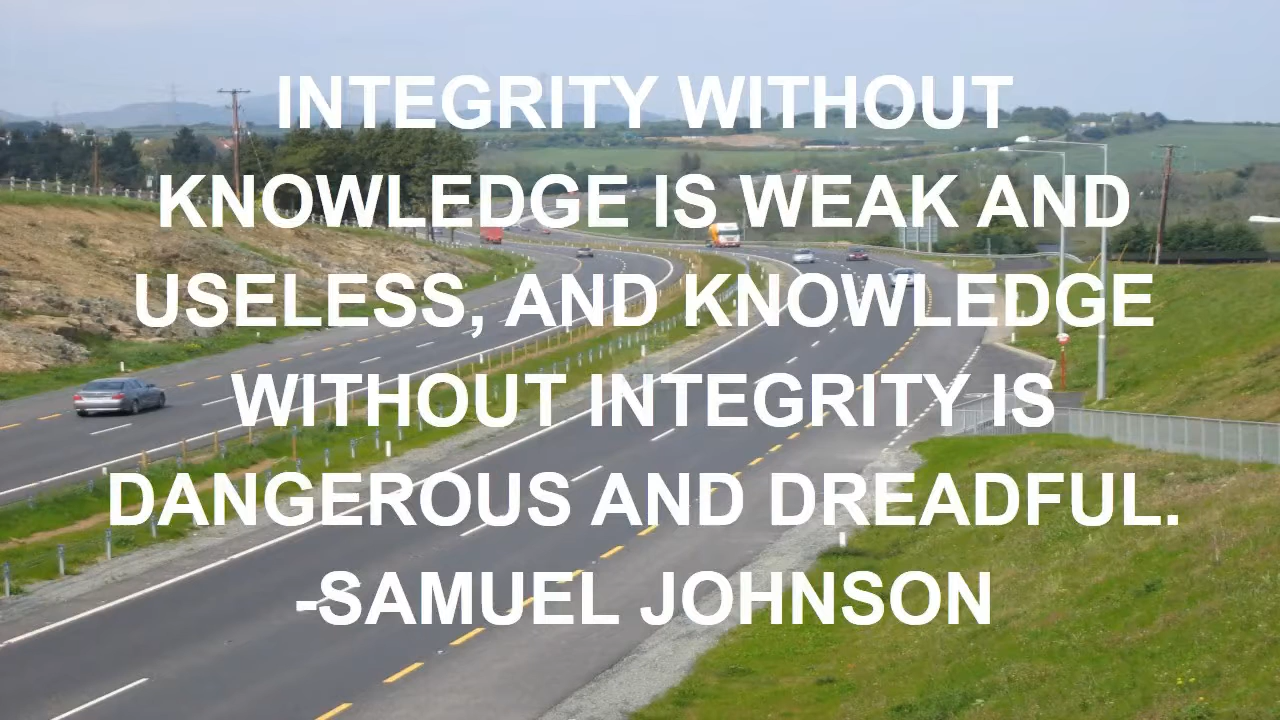 INTEGRITY WITHOUT
KNOWLEDGE IS WEAK AND
USELESS, AND KNOWLEDGE
WITHOUT INTEGRITY IS
DANGEROUS AND DREADFUL.
-SAMUEL JOHNSON